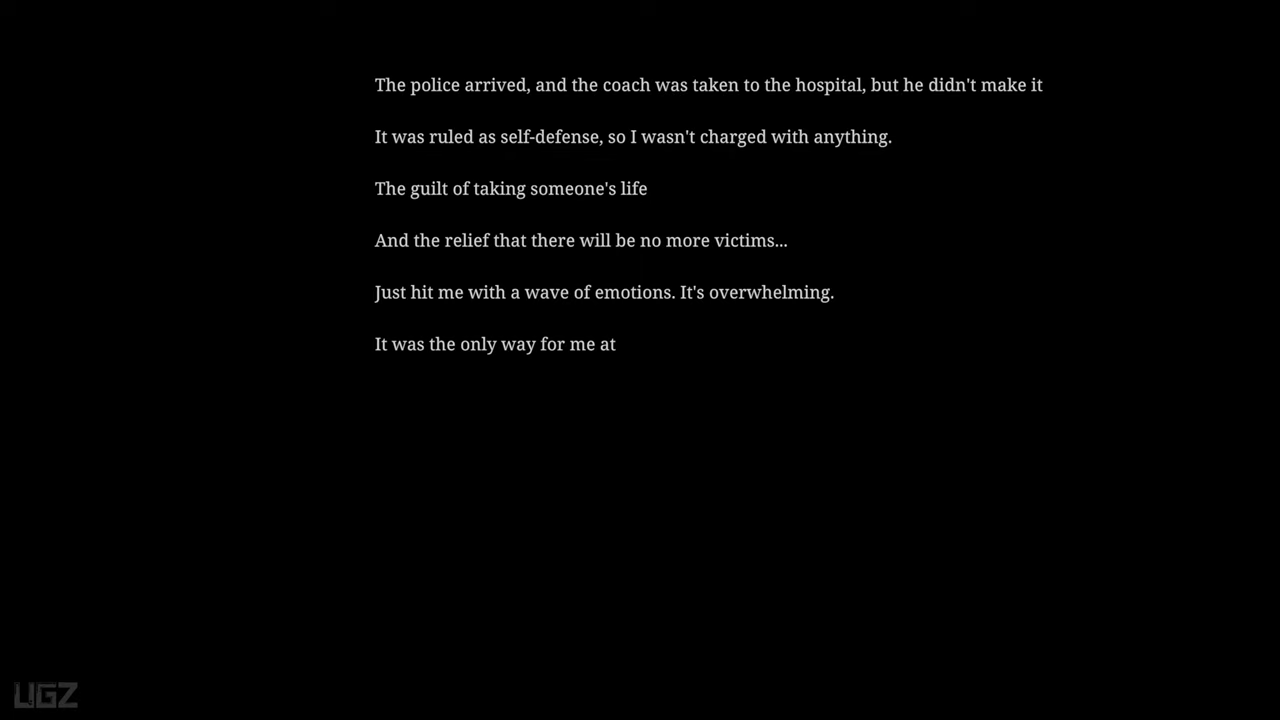 The police arrived, and the coach was taken to the hospital, but he didn't make it
It was ruled as self-defense, so I wasn't charged with anything.
The guilt of taking someone's life
And the relief that there will be no more victims...
Just hit me with a wave of emotions. It's overwhelming.
It was the only way for me at
UGZ